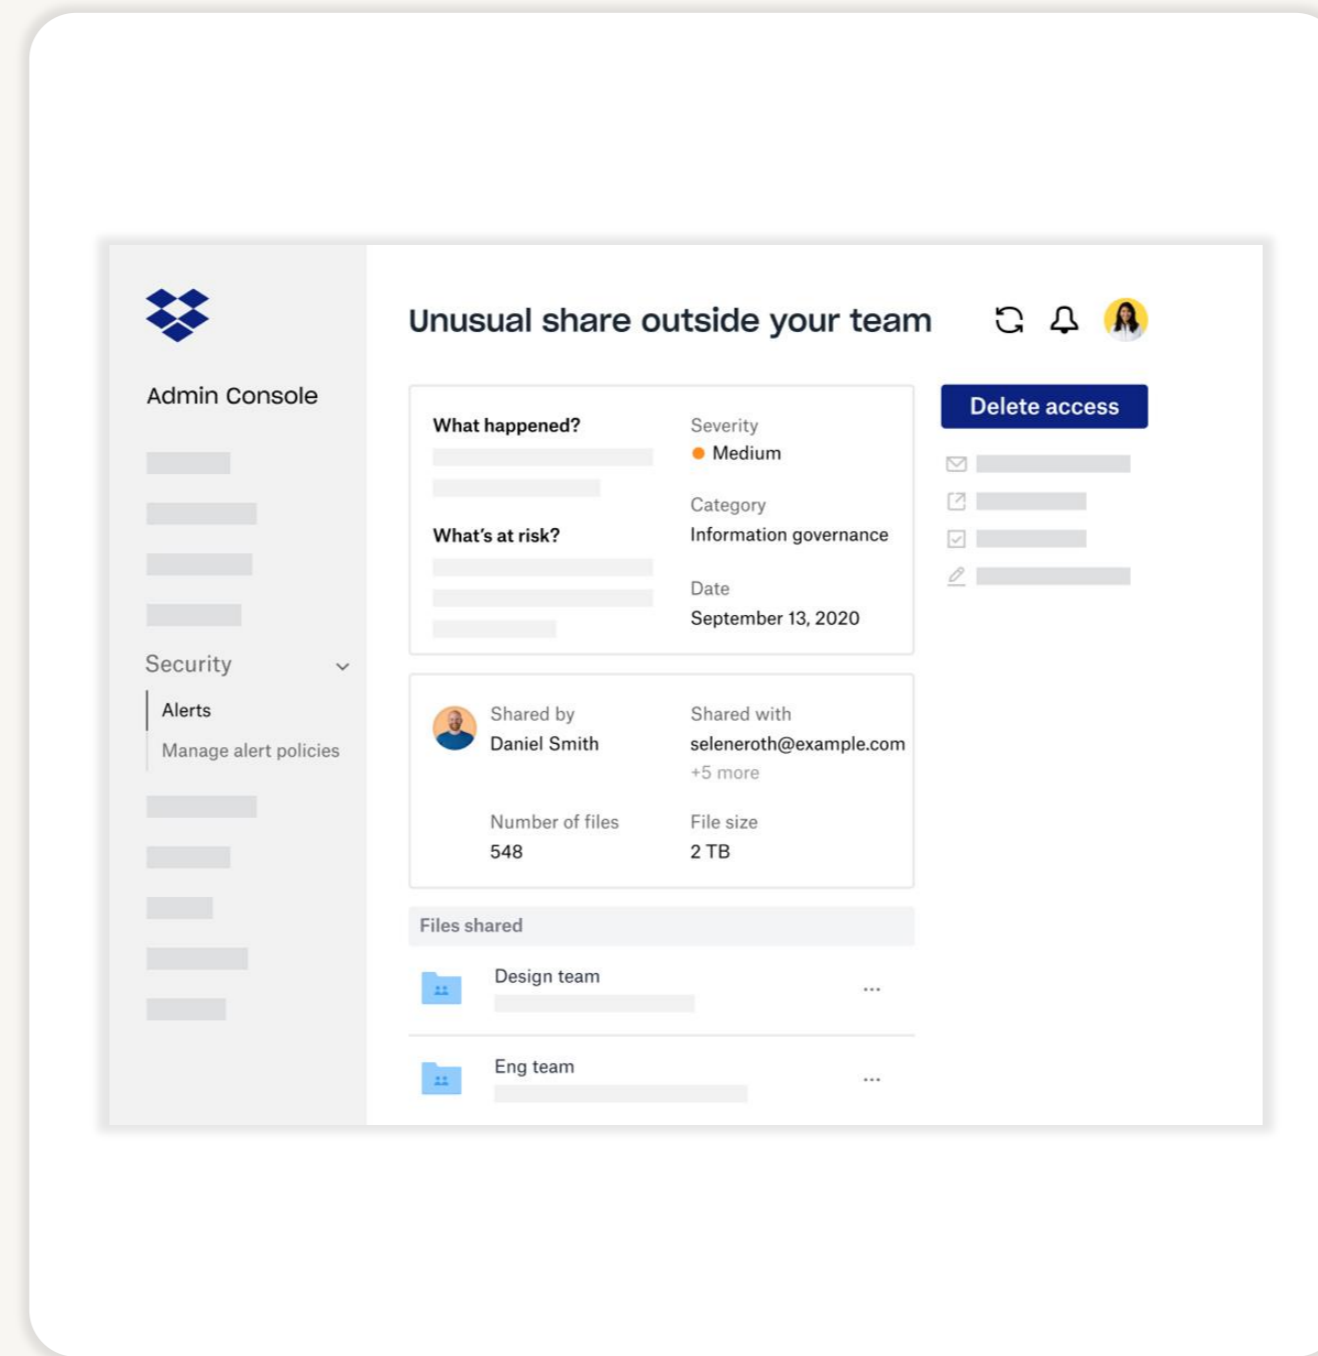 Unusual share outside your team
Admin Console
Security
Alerts
Manage alert policies
What happened?
What's at risk?
Severity
Medium
Category
Information governance
Date
September 13, 2020
Delete access
Shared by
Daniel Smith
Shared with
seleneroth@example.com
+5 more
Number of files
548
File size
2 TB
Files shared
Design team
Eng team